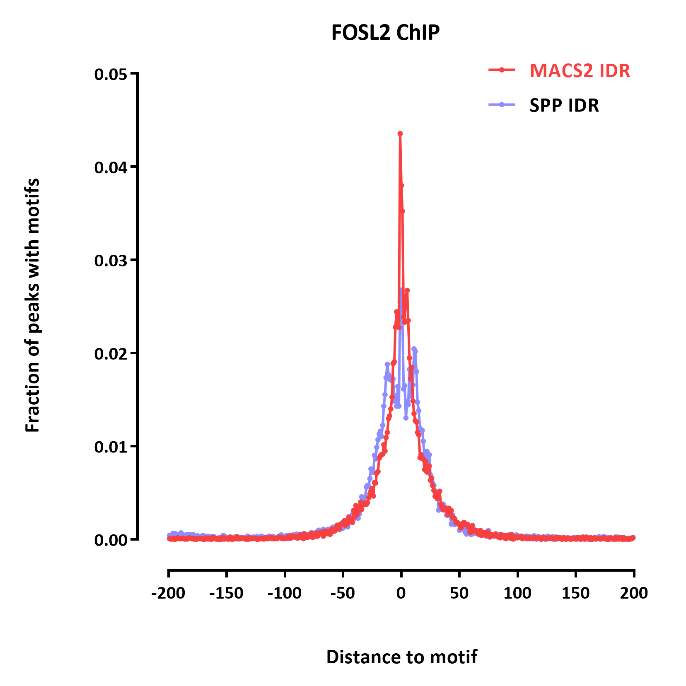 FOSL2 ChIP
MACS2 IDR
SPP IDR
0.05
0.04
0.03
0.02
0.01
0.00
Fraction of peaks with motifs
-200 -150 -100 -50 0 50 100 150 200
Distance to motif